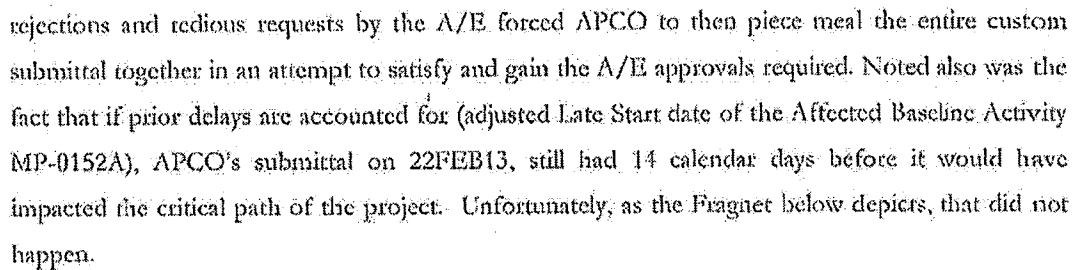 rejections and tedious requests by the A/E forced APCO to then piece meal the entire custom
submittal together in an attempt to satisfy and gain the A/E approvals required. Noted also was the
fact that if prior delays are accounted for (adjusted Late Start date of the Affected Baseline Activity
MP-0152A), APCO's submittal on 22FEB13, still had 14 calendar days before it would have
impacted the critical path of the project. Unfortunately, as the Fragnet below depicts, that did not
happen.